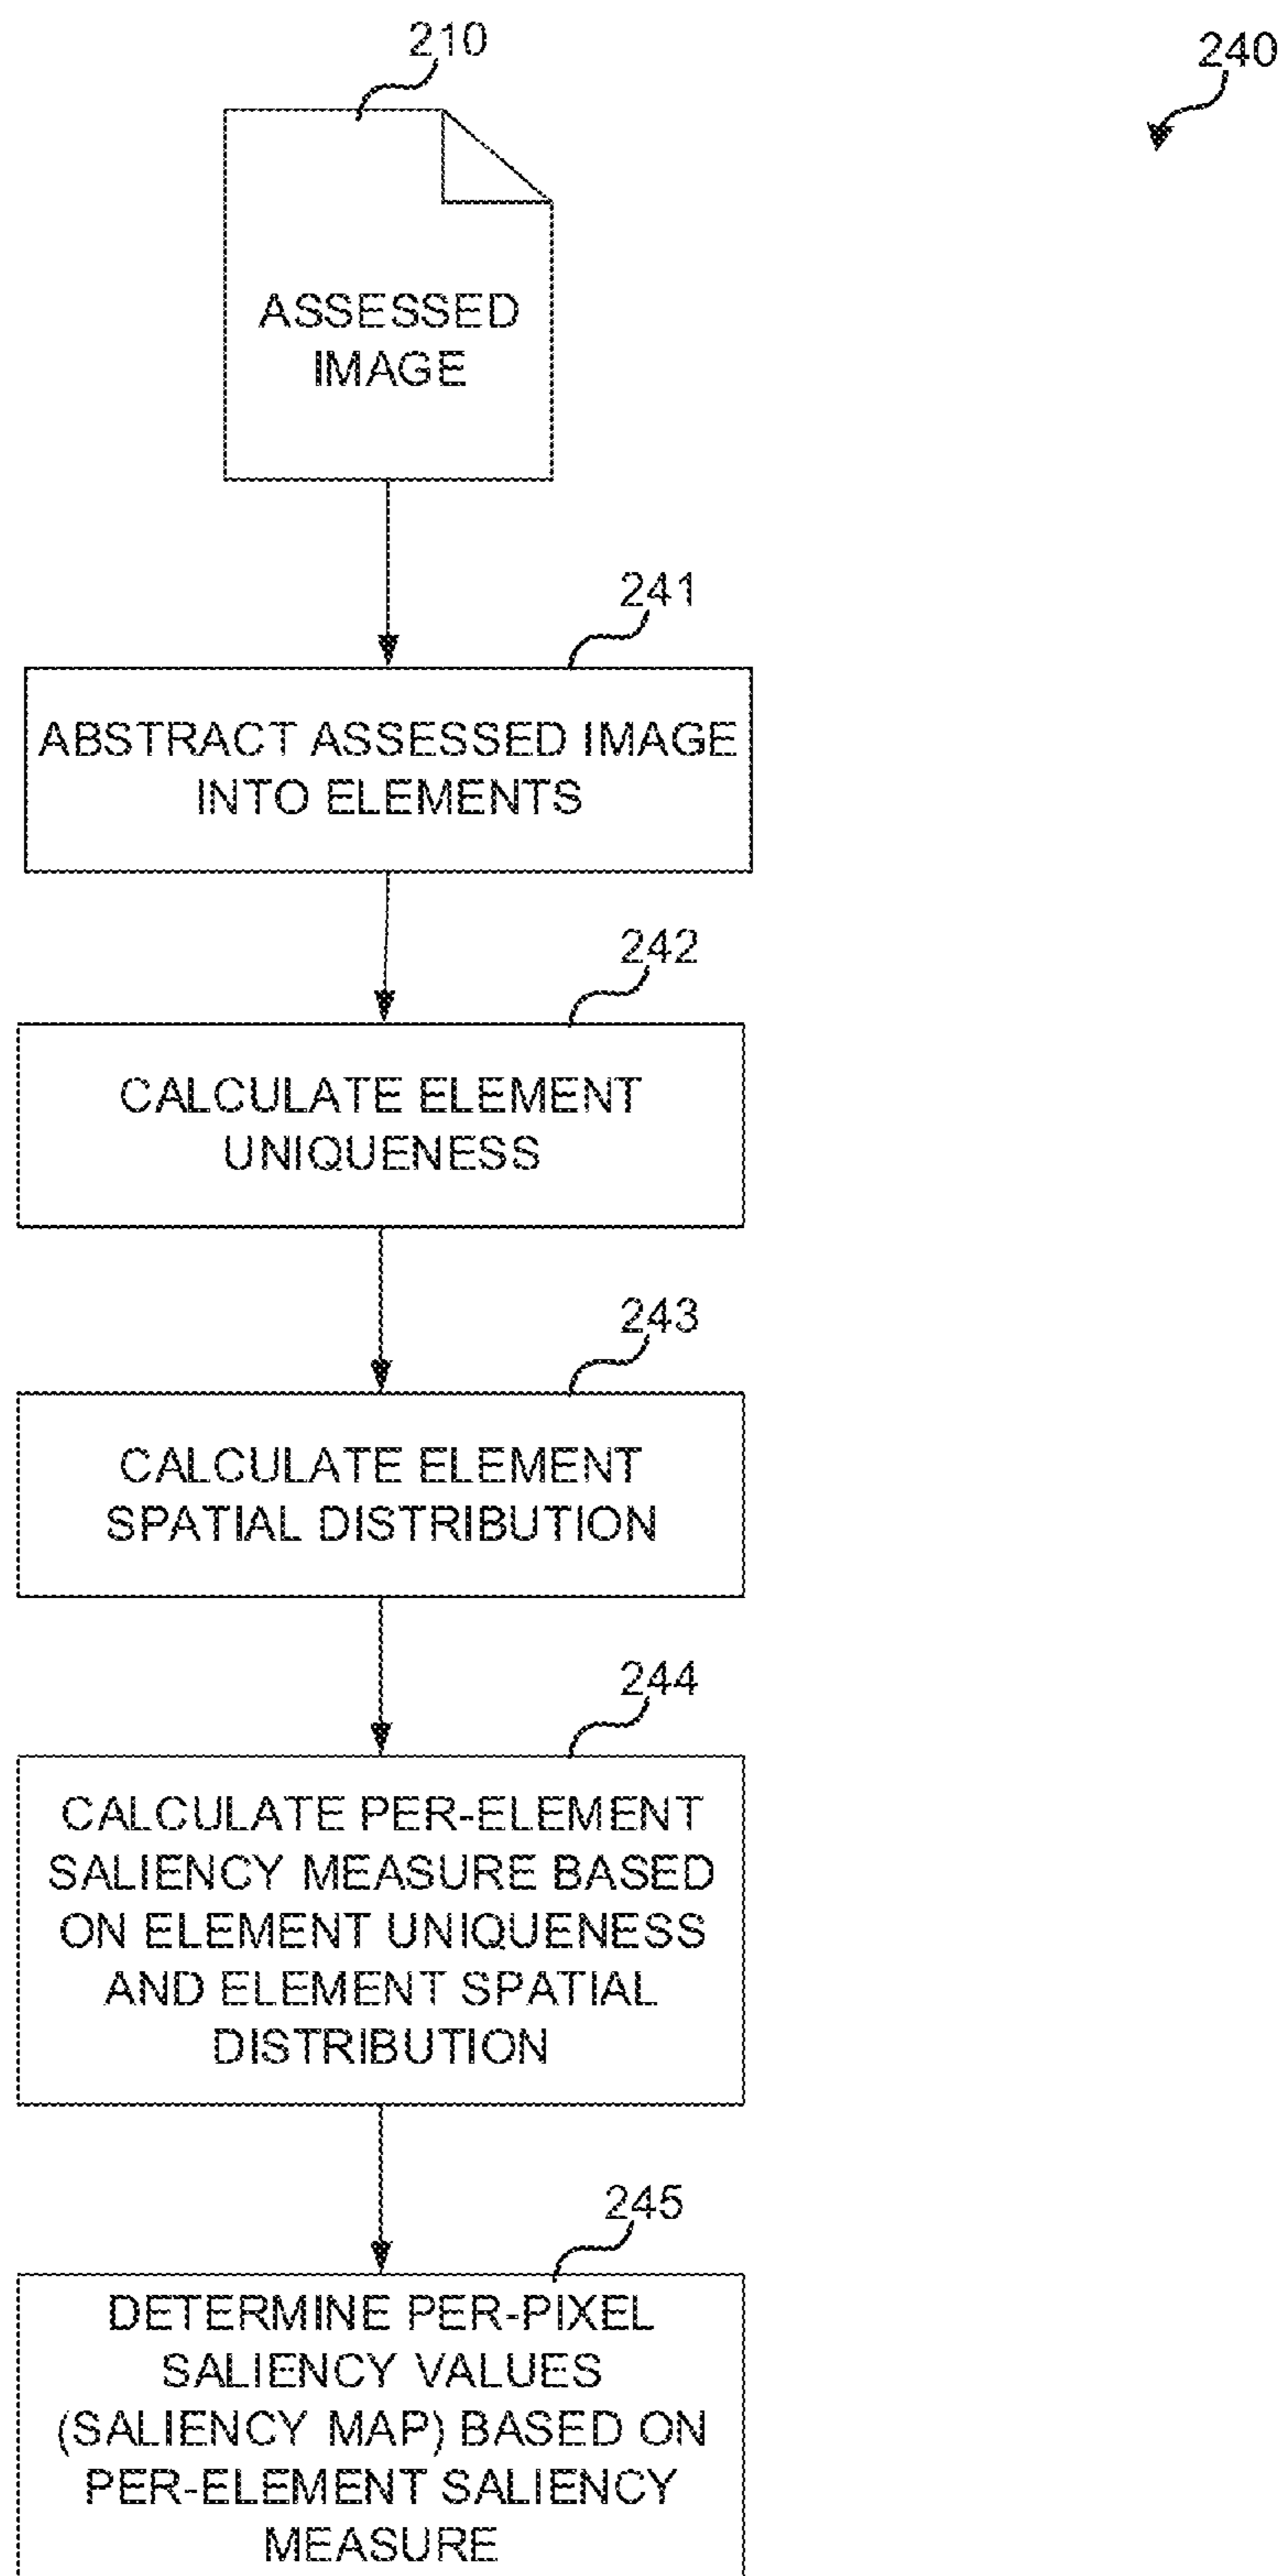 210
240
ASSESSED
IMAGE
241
ABSTRACT ASSESSED IMAGE
INTO ELEMENTS
242
CALCULATE ELEMENT
UNIQUENESS
243
CALCULATE ELEMENT
SPATIAL DISTRIBUTION
244
CALCULATE PER-ELEMENT
SALIENCY MEASURE BASED
ON ELEMENT UNIQUENESS
AND ELEMENT SPATIAL
DISTRIBUTION
245
DETERMINE PER-PIXEL
SALIENCY VALUES
(SALIENCY MAP) BASED ON
PER-ELEMENT SALIENCY
MEASURE